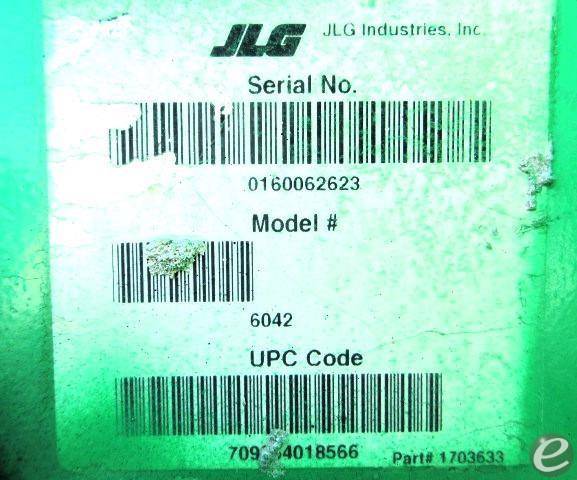 JLG JLG Industries, Inc
Serial No.
0160062623
Model #
6042
UPC Code
Part# 1703633
e